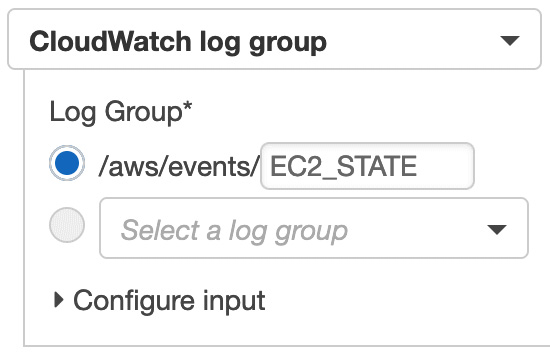 CloudWatch log group
Log Group*
/aws/events/ EC2_STATE
Select a log group
Configure input